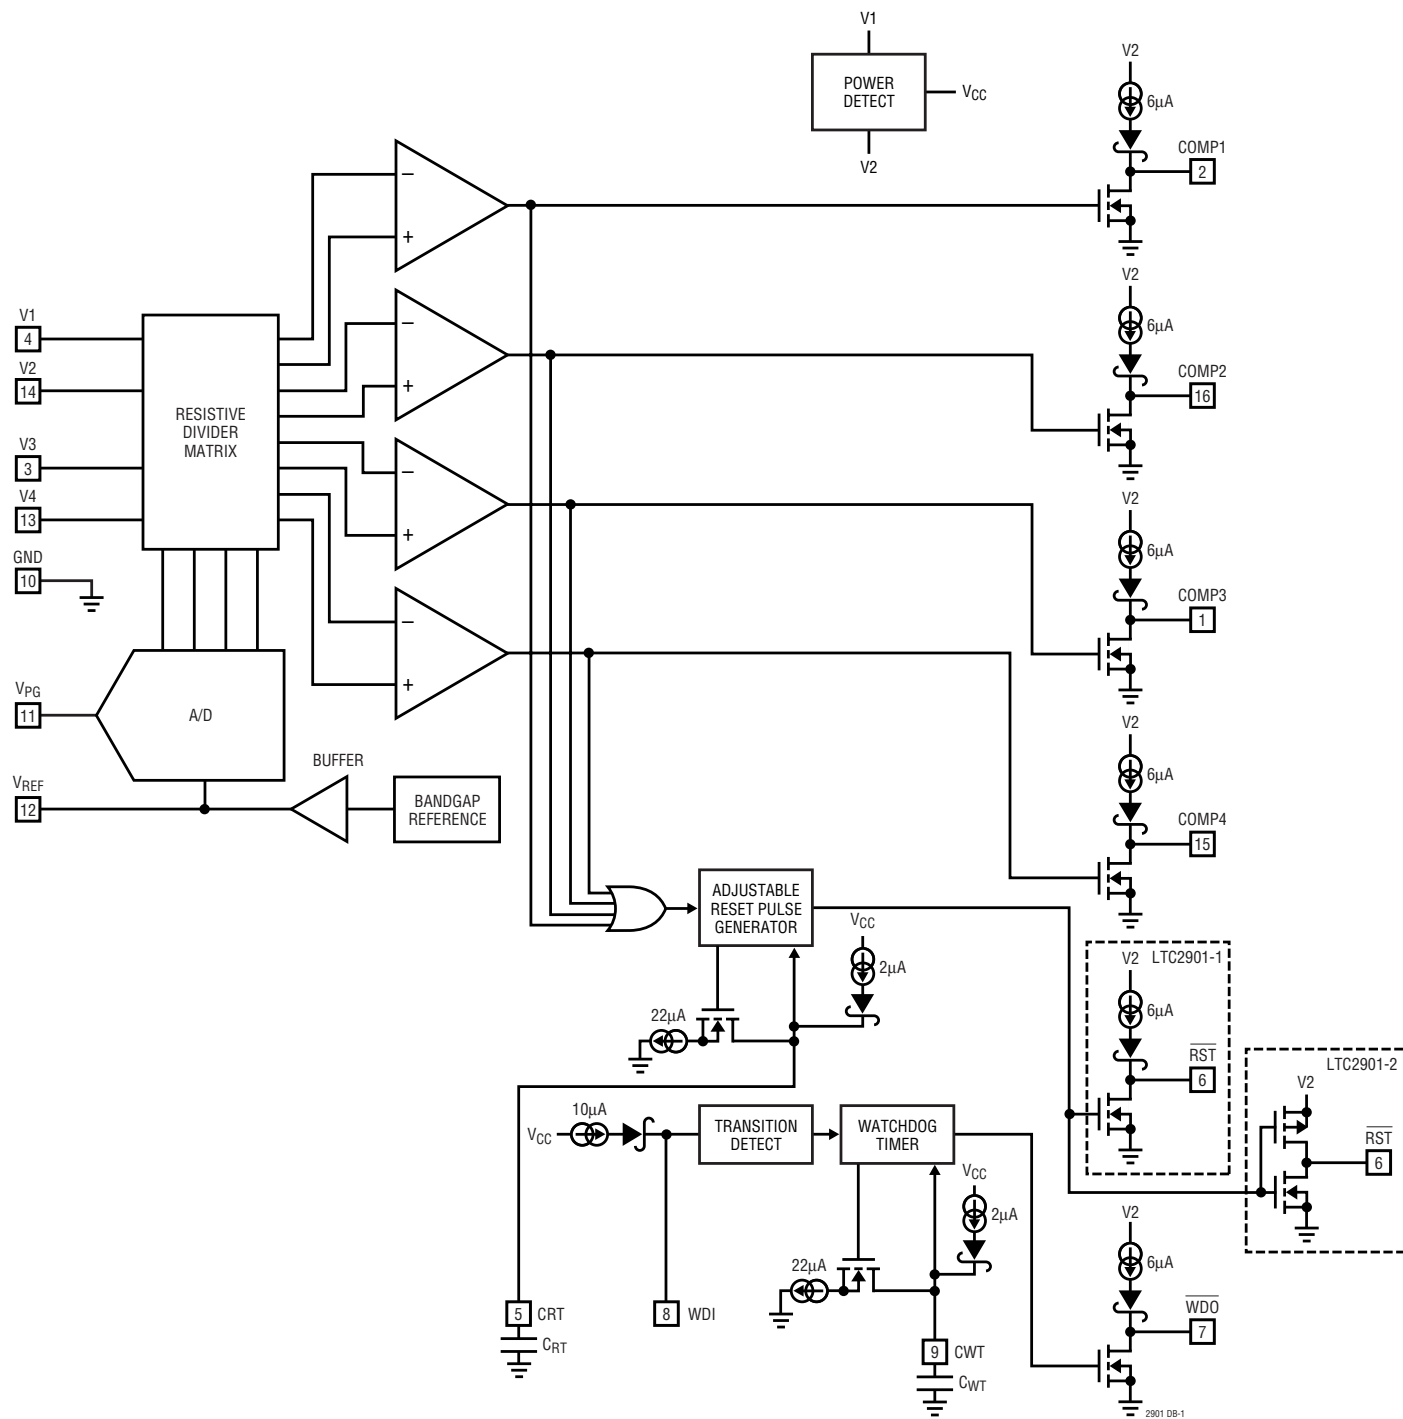 V1
POWER
DETECT
VCC
V2
V2
6μA
COMP1
2
−
+
V2
6μA
COMP2
16
−
+
V1
4
V2
14
V3
3
V4
13
GND
10
RESISTIVE
DIVIDER
MATRIX
−
+
V2
6μA
COMP3
1
−
+
VPG
11
A/D
VREF
12
BUFFER
BANDGAP
REFERENCE
V2
6μA
COMP4
15
ADJUSTABLE
RESET PULSE
GENERATOR
VCC
2μA
22μA
LTC2901-1
V2
6μA
RST
6
LTC2901-2
V2
RST
6
10μA
VCC
TRANSITION
DETECT
WATCHDOG
TIMER
VCC
2μA
22μA
5 CRT
CRT
8 WDI
9 CWT
CWT
V2
6μA
WDO
7
2901 DB-1